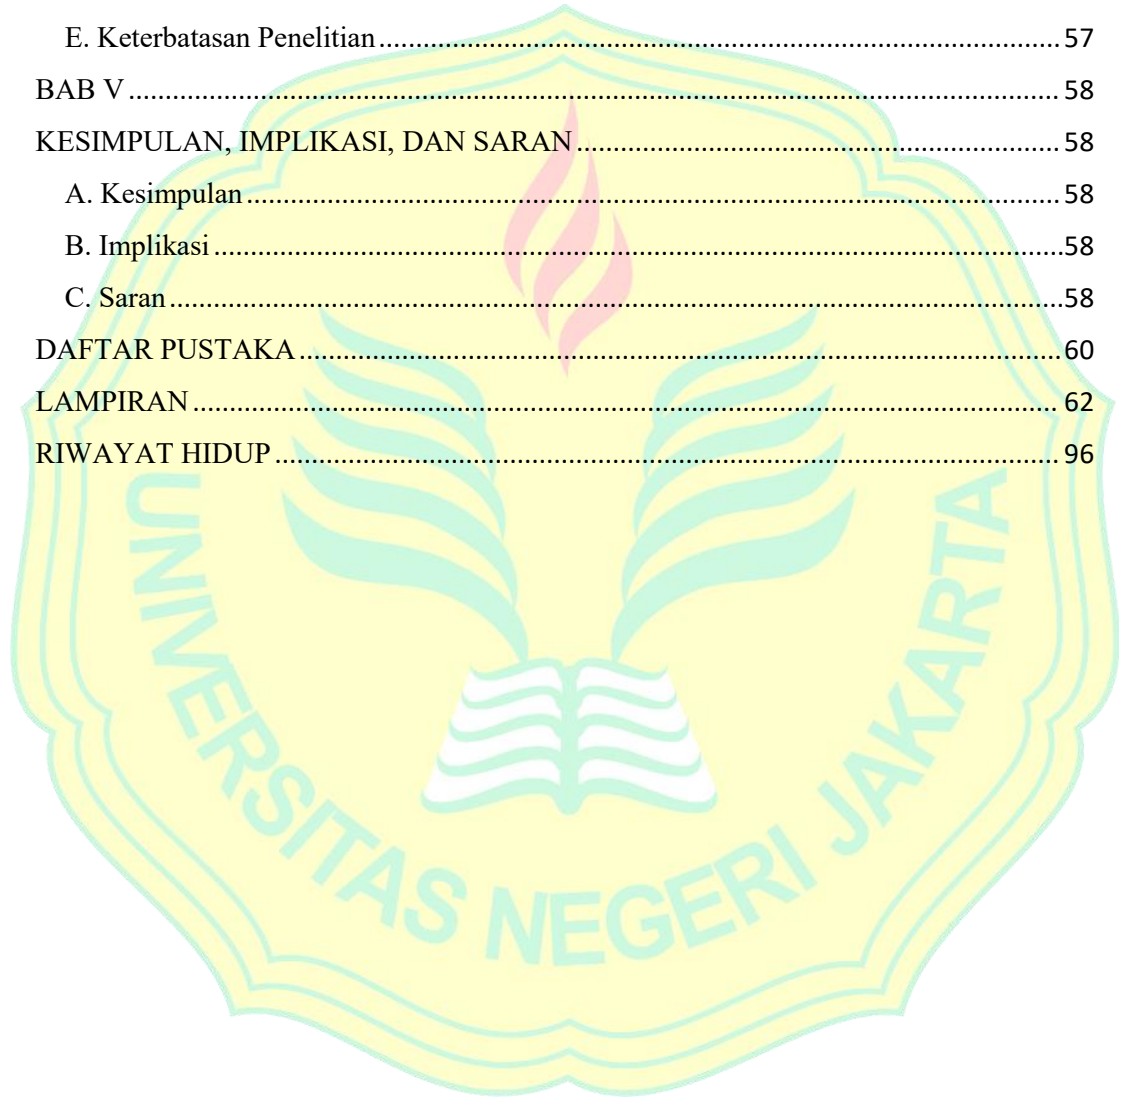 E. Keterbatasan Penelitian ........................................ 57
BAB V ........................................ 58
KESIMPULAN, IMPLIKASI, DAN SARAN ........................................ 58
A. Kesimpulan ........................................ 58
B. Implikasi ........................................ 58
C. Saran ........................................ 58
DAFTAR PUSTAKA ........................................ 60
LAMPIRAN ........................................ 62
RIWAYAT HIDUP ........................................ 96
UNIVERSITAS NEGERI JAKARTA